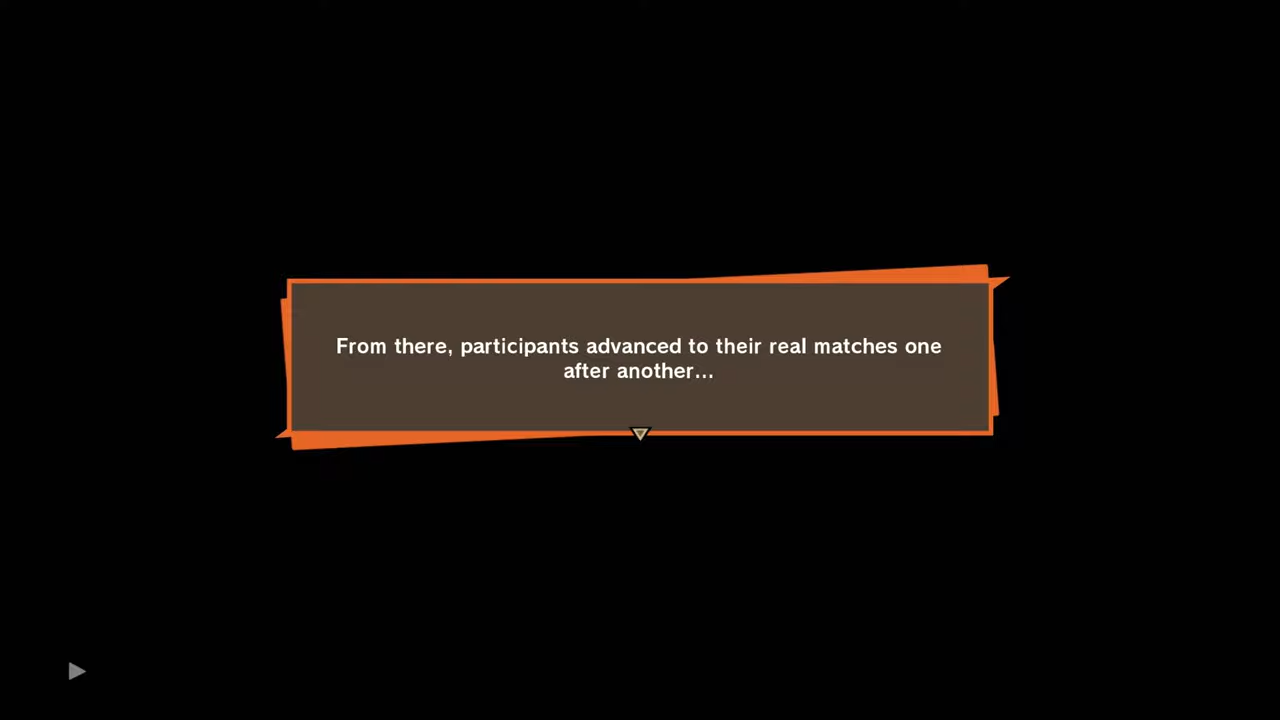 From there, participants advanced to their real matches one
after another...